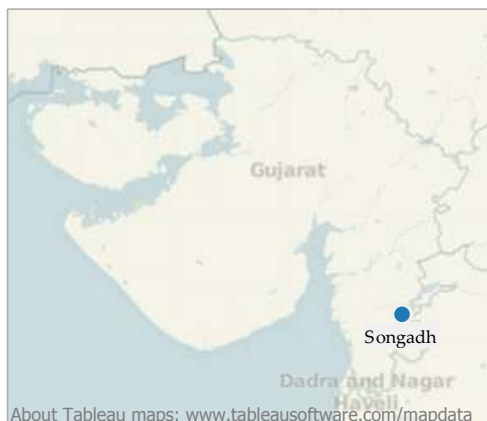 Gujarat
Songadh
Dadra and Nagar
Haveli
About Tableau maps: www.tableausoftware.com/mapdata